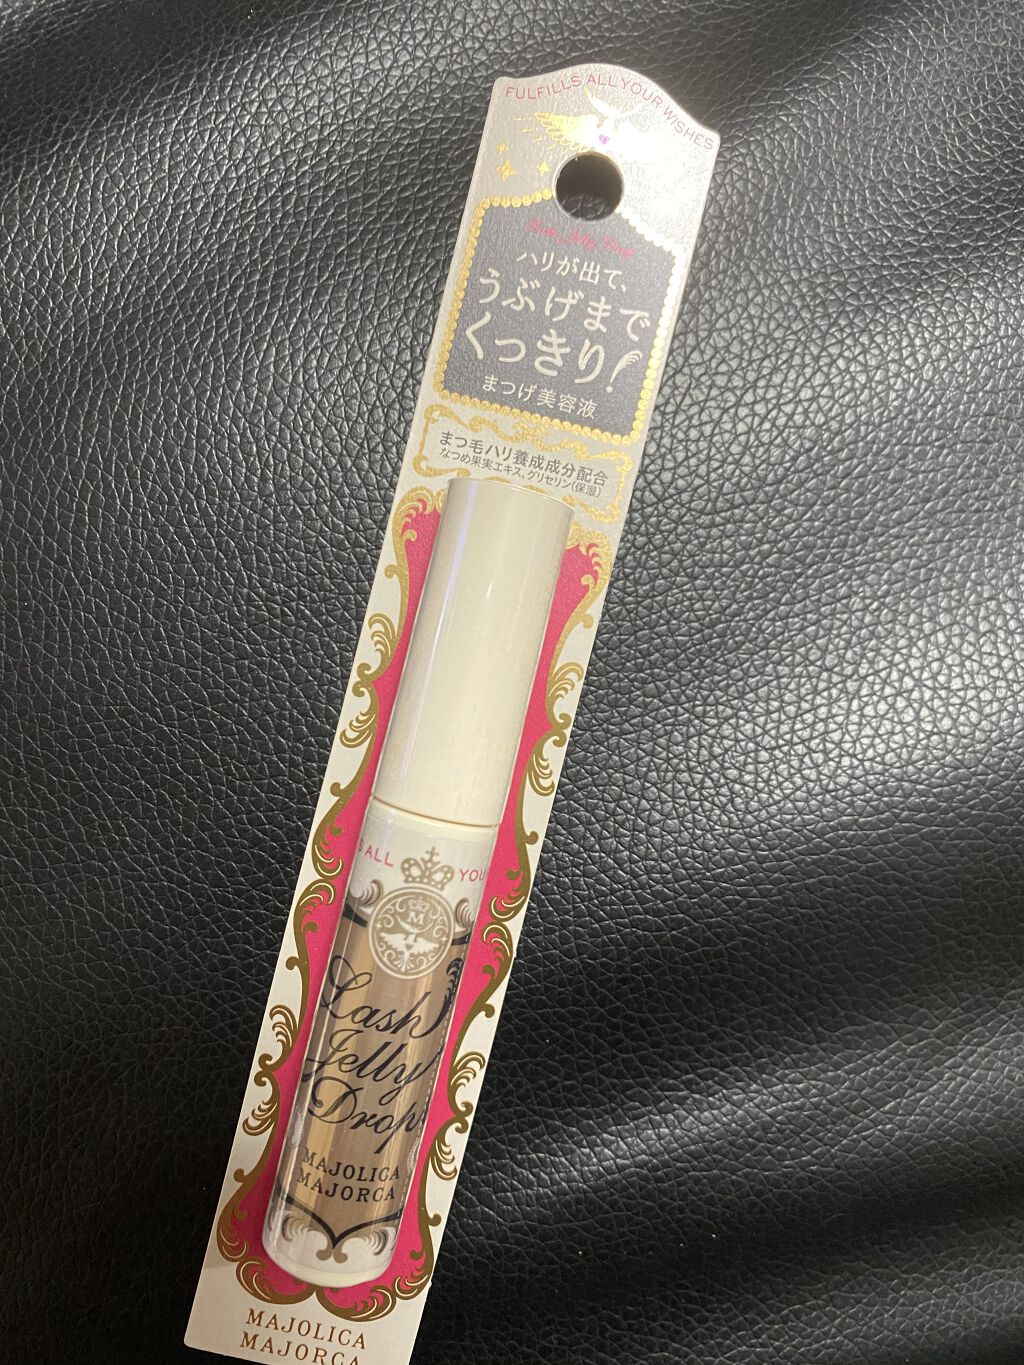 FULFILLS ALL YOUR WISHES
Lash Jelly Drop
ハリが出て、
うぶげまで
くっきり!
まつげ美容液
まつ毛ハリ養成成分配合
なつめ果実エキス、グリセリン(保湿)
S ALL YOU
M
Lash
Jelly
Drop
MAJOLICA
MAJORCA
MAJOLICA
MAJORCA